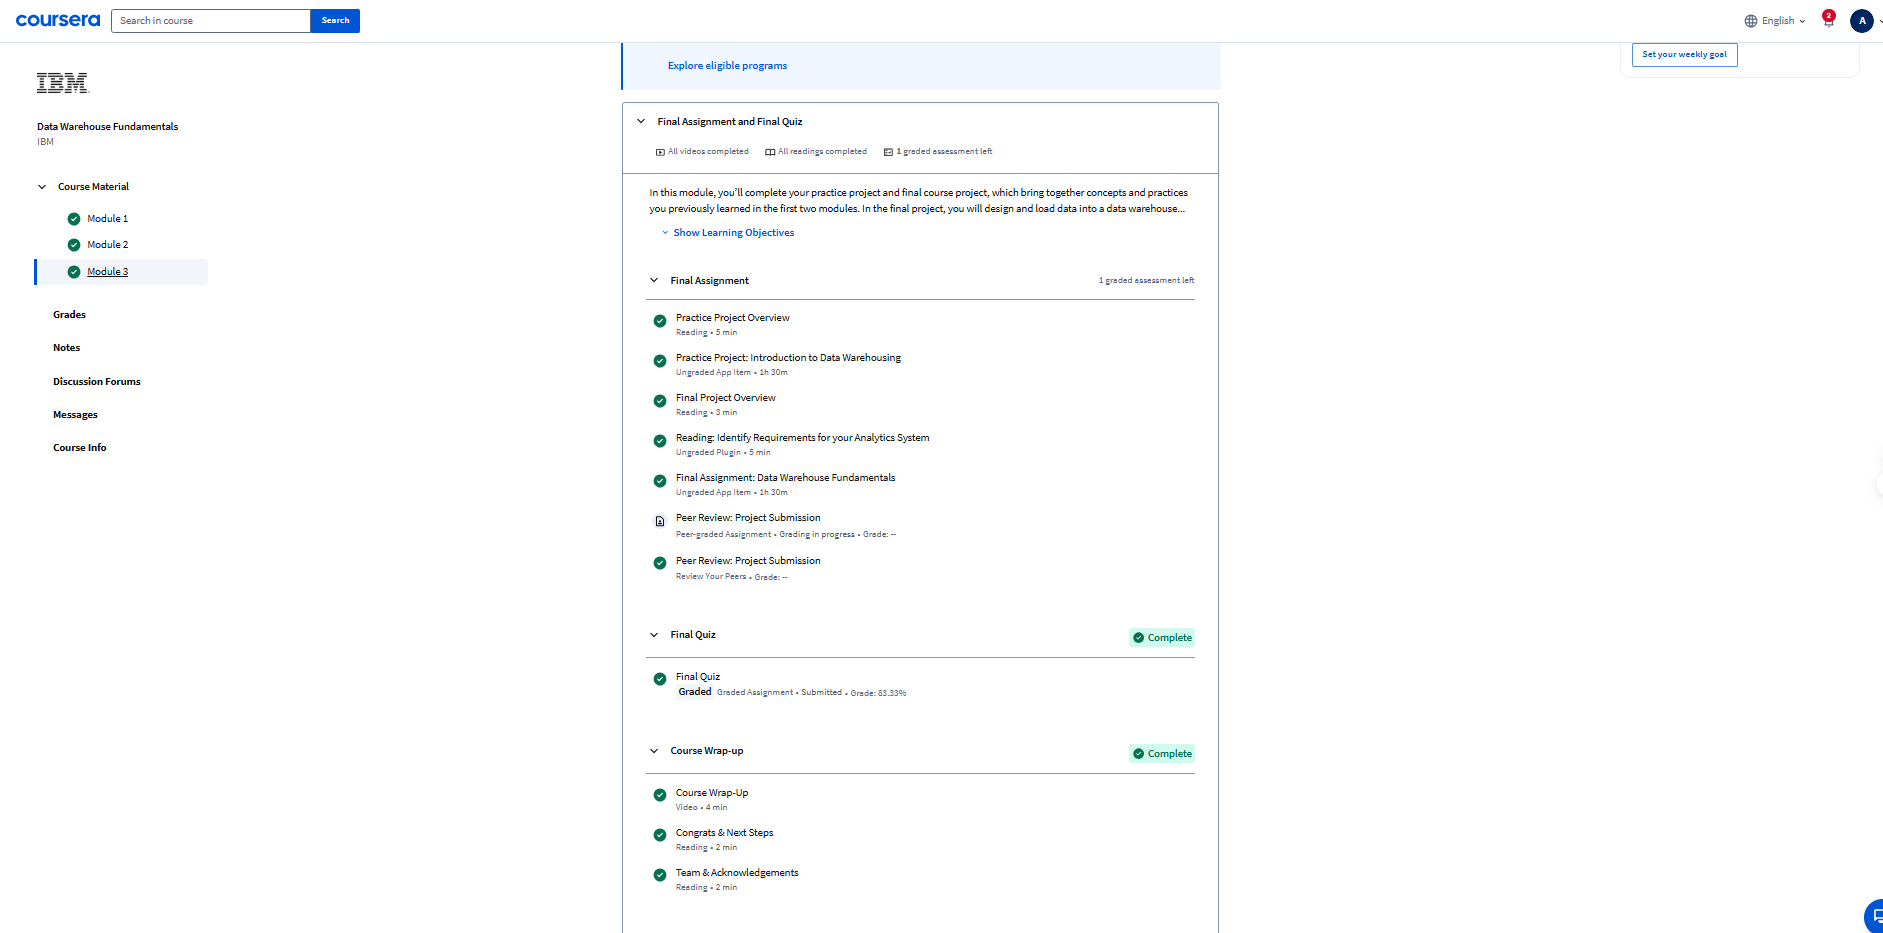 coursera
Search in course
Search
English
2
A
Set your weekly goal
Explore eligible programs
IBM
Data Warehouse Fundamentals
IBM
Course Material
Module 1
Module 2
Module 3
Grades
Notes
Discussion Forums
Messages
Course Info
Final Assignment and Final Quiz
All videos completed All readings completed 1 graded assessment left
In this module, you’ll complete your practice project and final course project, which bring together concepts and practices
you previously learned in the first two modules. In the final project, you will design and load data into a data warehouse...
Show Learning Objectives
Final Assignment 1 graded assessment left
Practice Project Overview
Reading • 5 min
Practice Project: Introduction to Data Warehousing
Ungraded App Item • 1h 30m
Final Project Overview
Reading • 3 min
Reading: Identify Requirements for your Analytics System
Ungraded Plugin • 5 min
Final Assignment: Data Warehouse Fundamentals
Ungraded App Item • 1h 30m
Peer Review: Project Submission
Peer-graded Assignment • Grading in progress • Grade: --
Peer Review: Project Submission
Review Your Peers • Grade: --
Final Quiz Complete
Final Quiz
Graded Graded Assignment • Submitted • Grade: 83.33%
Course Wrap-up Complete
Course Wrap-Up
Video • 4 min
Congrats & Next Steps
Reading • 2 min
Team & Acknowledgements
Reading • 2 min